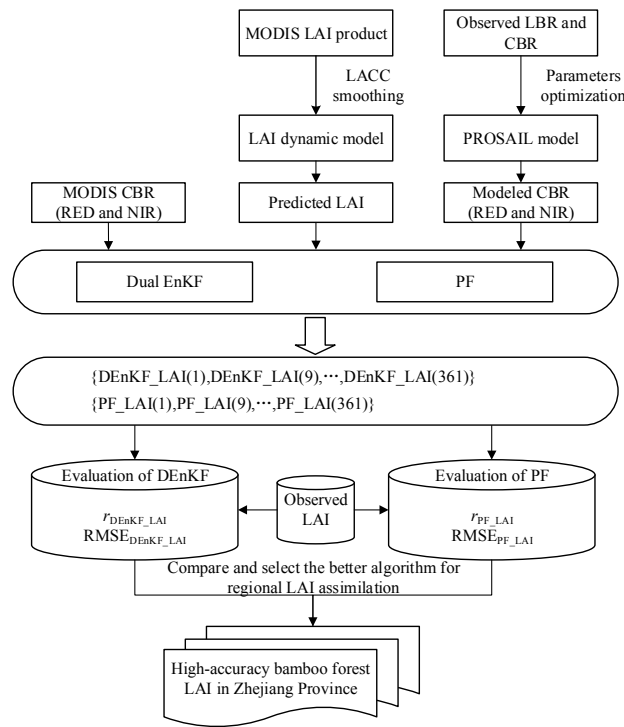 MODIS LAI product
Observed LBR and
CBR
LACC
smoothing
Parameters
optimization
LAI dynamic model
PROSAIL model
MODIS CBR
(RED and NIR)
Predicted LAI
Modeled CBR
(RED and NIR)
Dual EnKF
PF
{DEnKF_LAI(1),DEnKF_LAI(9),⋯,DEnKF_LAI(361)}
{PF_LAI(1),PF_LAI(9),⋯,PF_LAI(361)}
Evaluation of DEnKF
rDEnKF_LAI
RMSEDEnKF_LAI
Observed
LAI
Evaluation of PF
rPF_LAI
RMSEPF_LAI
Compare and select the better algorithm for
regional LAI assimilation
High-accuracy bamboo forest
LAI in Zhejiang Province